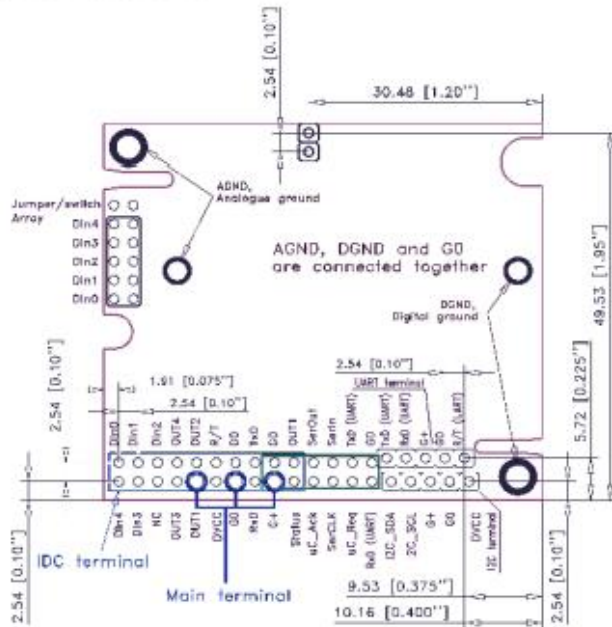 2.54 [0.10"]
30.48 [1.20"]
AGND,
Analogue ground
Jumper/switch
Array
Din4
Din3
Din2
Din1
Din0
AGND, DGND and G0
are connected together
DGND,
Digital ground
49.53 [1.95"]
2.54 [0.10"]
UART terminal
1.91 [0.075"]
2.54 [0.10"]
2.54 [0.10"]
5.72 [0.225"]
Din0
Din1
Din2
OUT4
OUT2
R/T
G0
RxD
G0
OUT1
SerOut
SerIn
TxD (UART)
G0
TxD (UART)
RxD (UART)
G+
G0
R/T (UART)
Din4
Din3
NC
OUT3
OUT1
DVCC
G0
RxD
G+
Status
uC_Ack
SerCLK
uC_Req
RxD (UART)
I2C_SDA
I2C_SCL
G+
G0
DVCC
I2C terminal
IDC terminal
Main terminal
2.54 [0.10"]
2.54 [0.10"]
9.53 [0.375"]
10.16 [0.400"]